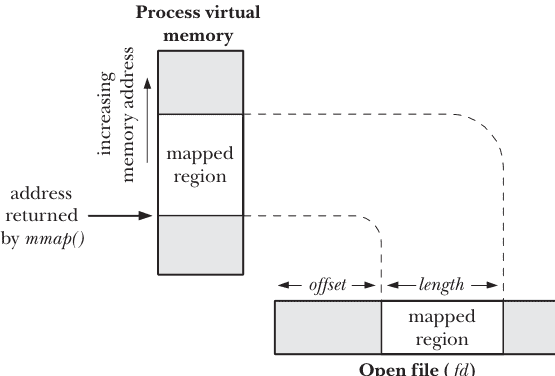 Process virtual
memory
increasing
memory address
mapped
region
address
returned
by mmap()
offset
length
mapped
region
Open file (fd)